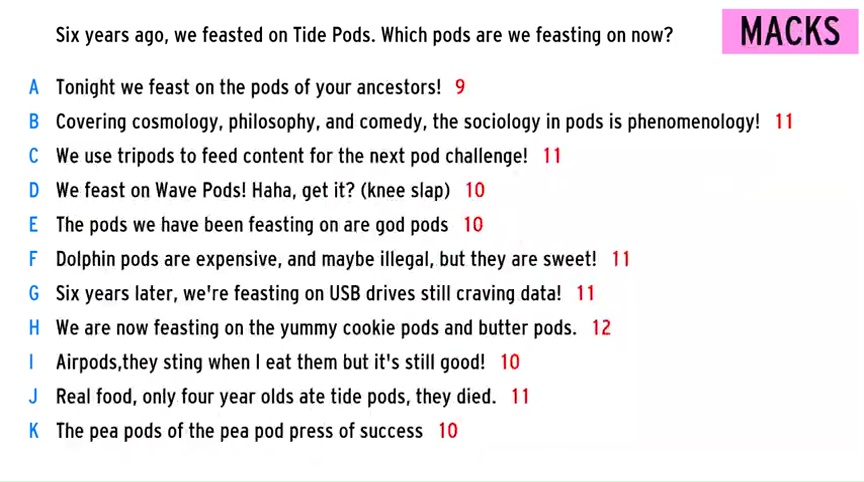 Six years ago, we feasted on Tide Pods. Which pods are we feasting on now?
MACKS
A Tonight we feast on the pods of your ancestors! 9
B Covering cosmology, philosophy, and comedy, the sociology in pods is phenomenology! 11
C We use tripods to feed content for the next pod challenge! 11
D We feast on Wave Pods! Haha, get it? (knee slap) 10
E The pods we have been feasting on are god pods 10
F Dolphin pods are expensive, and maybe illegal, but they are sweet! 11
G Six years later, we're feasting on USB drives still craving data! 11
H We are now feasting on the yummy cookie pods and butter pods. 12
I Airpods,they sting when I eat them but it's still good! 10
J Real food, only four year olds ate tide pods, they died. 11
K The pea pods of the pea pod press of success 10